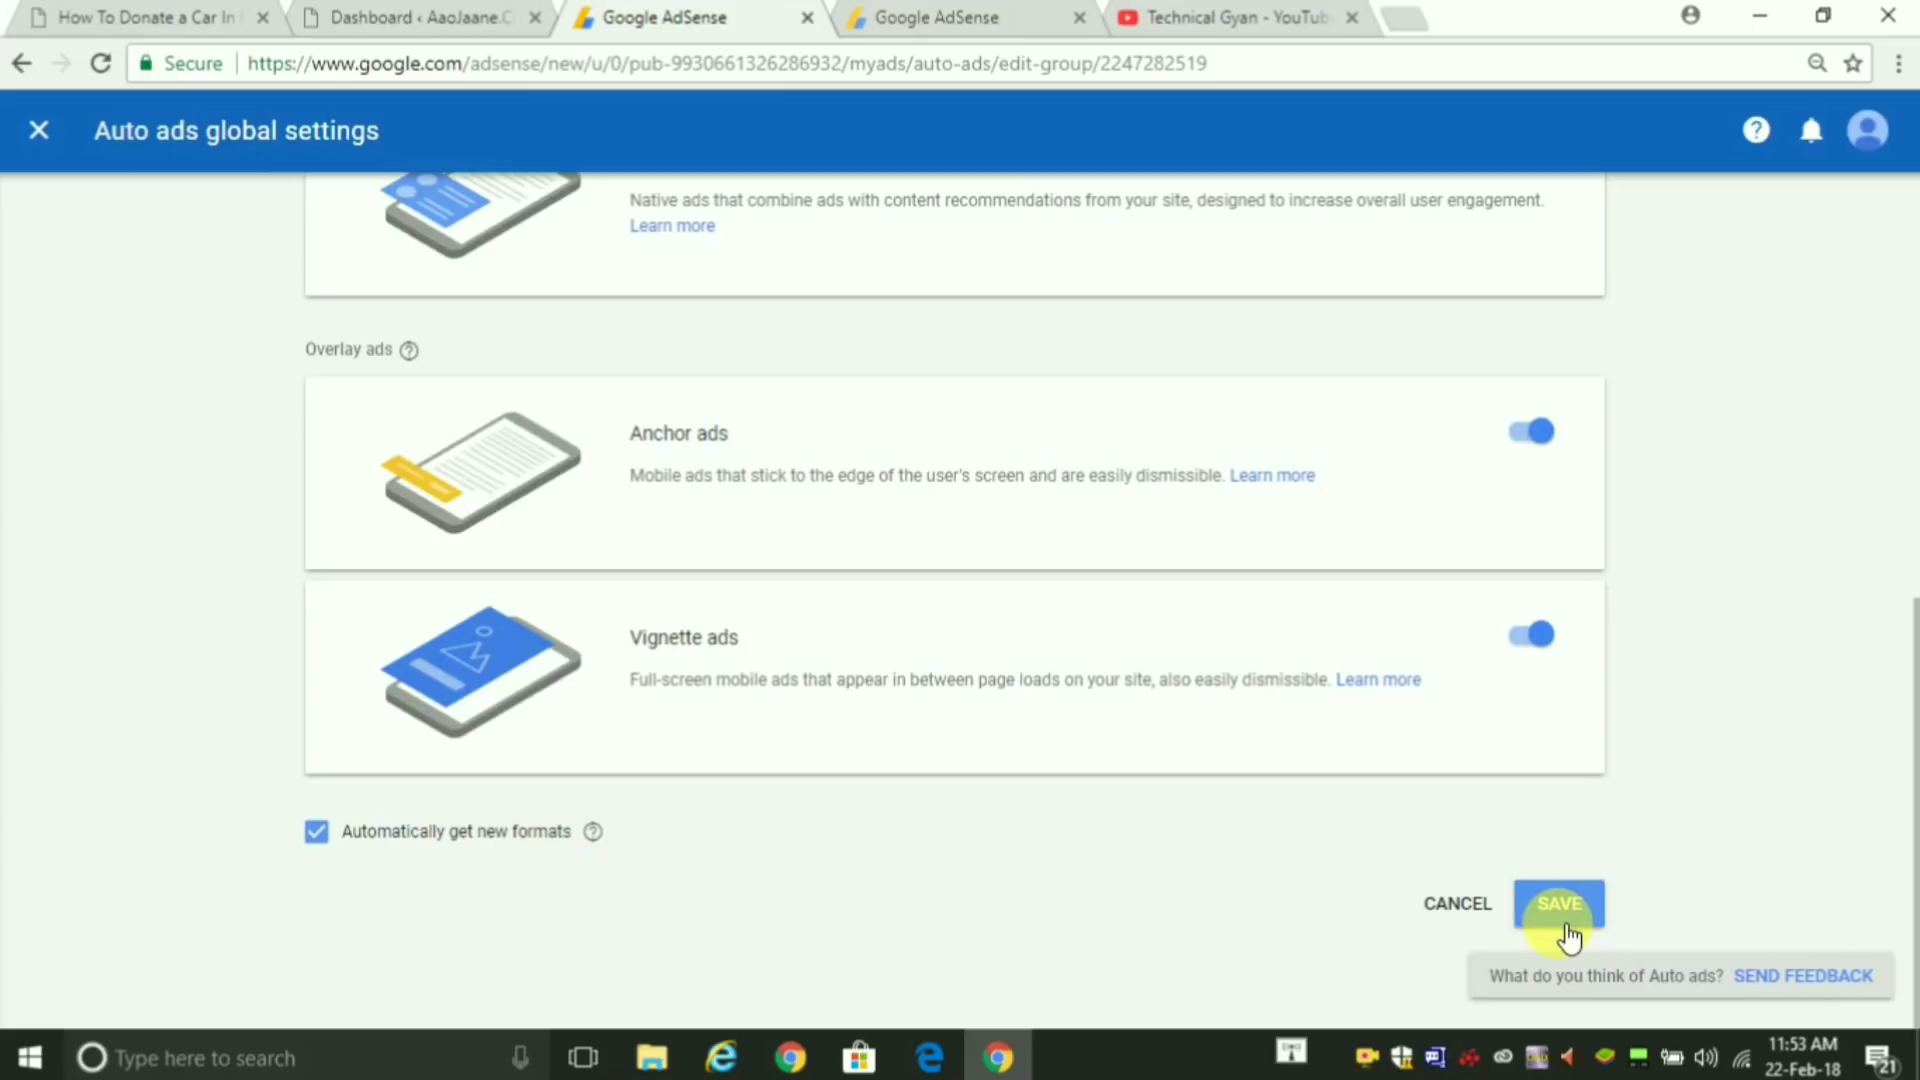 How To Donate a Car In
Dashboard ‹ AaoJaane.C
Google AdSense
Google AdSense
Technical Gyan - YouTub
Secure
https://www.google.com/adsense/new/u/0/pub-9930661326286932/myads/auto-ads/edit-group/2247282519
Auto ads global settings
Native ads that combine ads with content recommendations from your site, designed to increase overall user engagement.
Learn more
Overlay ads
Anchor ads
Mobile ads that stick to the edge of the user's screen and are easily dismissible. Learn more
Vignette ads
Full-screen mobile ads that appear in between page loads on your site, also easily dismissible. Learn more
Automatically get new formats
CANCEL
SAVE
What do you think of Auto ads? SEND FEEDBACK
Type here to search
11:53 AM
22-Feb-18
21